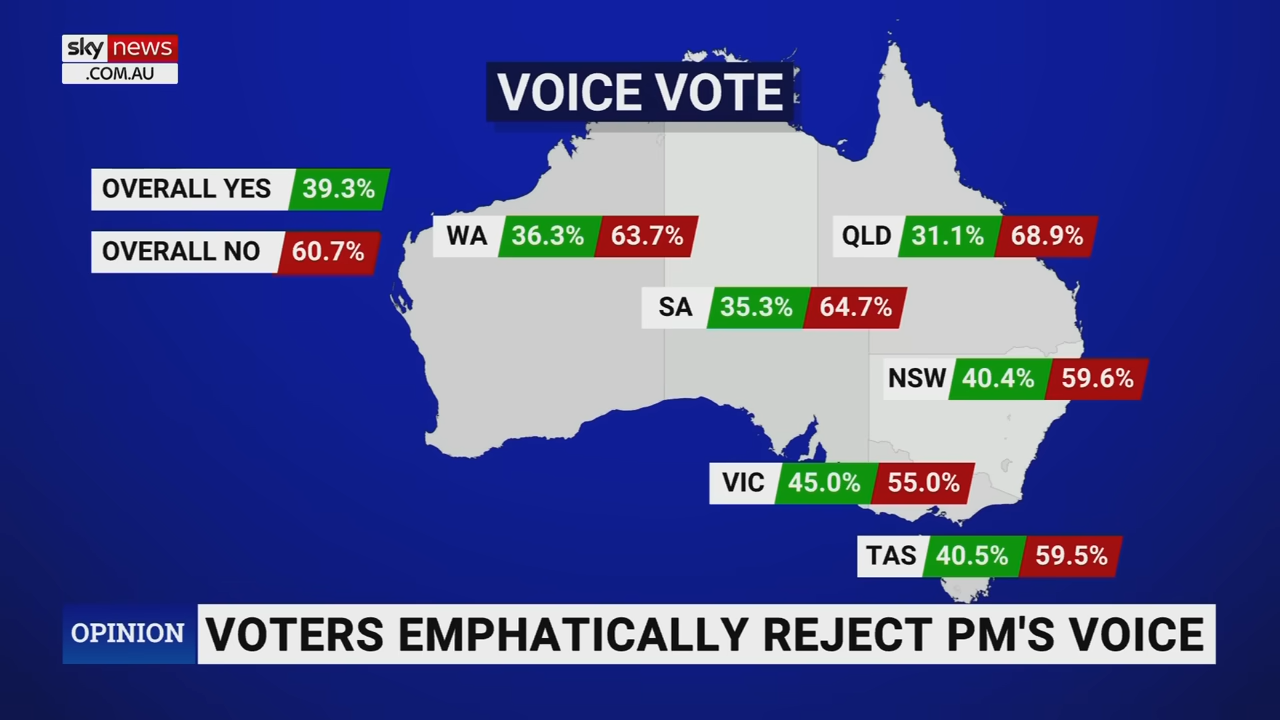 sky news
.COM.AU
VOICE VOTE
OVERALL YES 39.3%
OVERALL NO 60.7%
WA 36.3% 63.7%
QLD 31.1% 68.9%
SA 35.3% 64.7%
NSW 40.4% 59.6%
VIC 45.0% 55.0%
TAS 40.5% 59.5%
OPINION VOTERS EMPHATICALLY REJECT PM'S VOICE